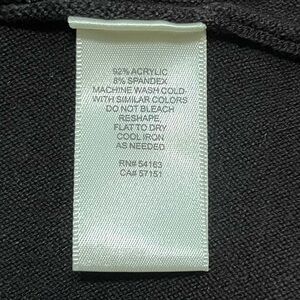 92% ACRYLIC
8% SPANDEX
MACHINE WASH COLD
WITH SIMILAR COLORS
DO NOT BLEACH
RESHAPE,
FLAT TO DRY
COOL IRON
AS NEEDED
RN# 54163
CA# 57151